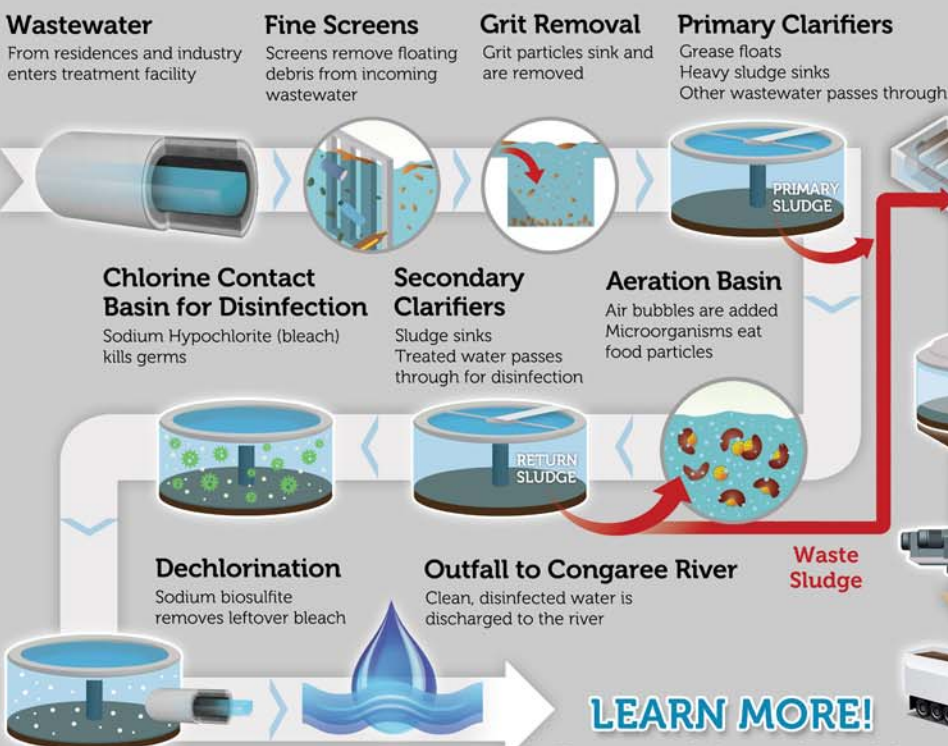 Wastewater
From residences and industry
enters treatment facility
Fine Screens
Screens remove floating
debris from incoming
wastewater
Grit Removal
Grit particles sink and
are removed
Primary Clarifiers
Grease floats
Heavy sludge sinks
Other wastewater passes through
PRIMARY
SLUDGE
Chlorine Contact
Basin for Disinfection
Sodium Hypochlorite (bleach)
kills germs
Secondary
Clarifiers
Sludge sinks
Treated water passes
through for disinfection
Aeration Basin
Air bubbles are added
Microorganisms eat
food particles
RETURN
SLUDGE
Waste
Sludge
Dechlorination
Sodium biosulfite
removes leftover bleach
Outfall to Congaree River
Clean, disinfected water is
discharged to the river
LEARN MORE!